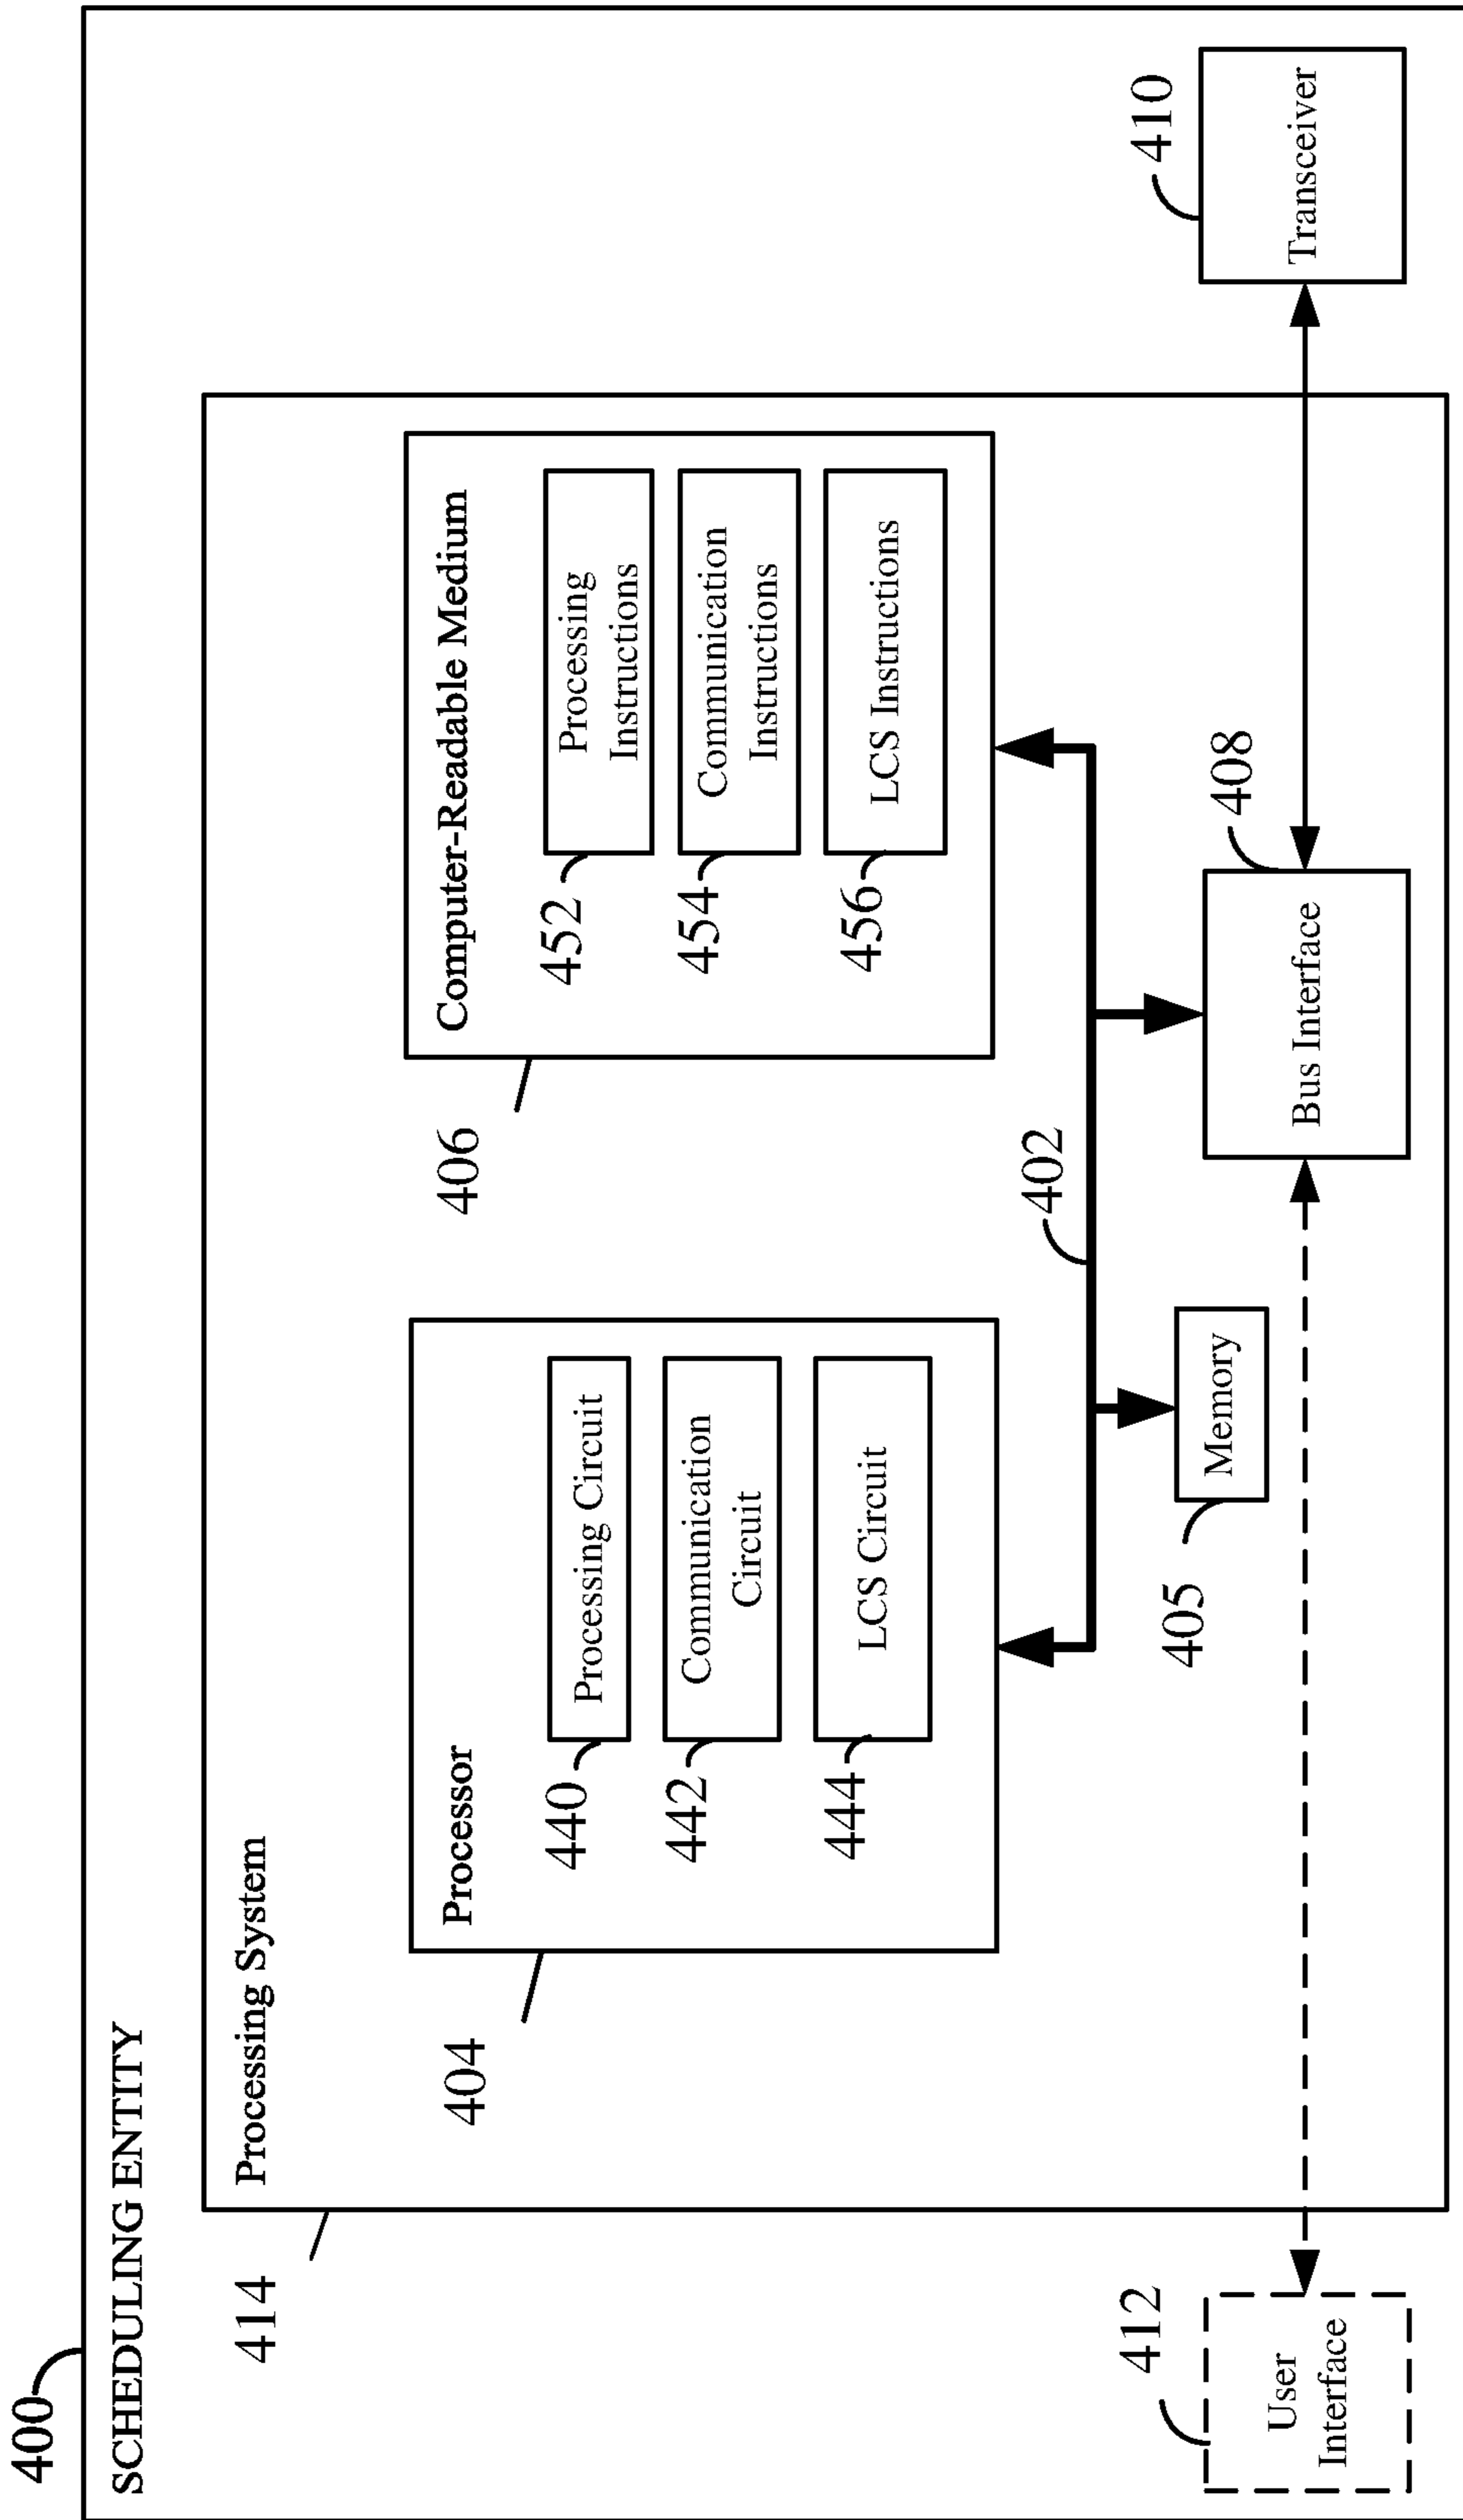 400
SCHEDULING ENTITY
414
Processing System
404
Processor
440
Processing Circuit
442
Communication
Circuit
444
LCS Circuit
406
Computer-Readable Medium
452
Processing
Instructions
454
Communication
Instructions
456
LCS Instructions
402
405
Memory
408
Bus Interface
412
User
Interface
410
Transceiver